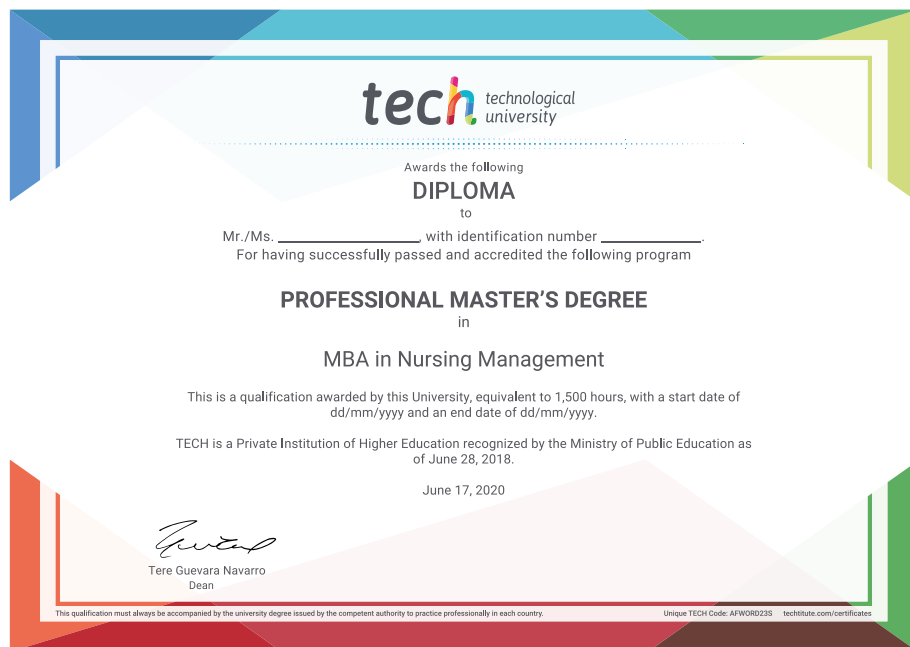 tech technological
university
Awards the following
DIPLOMA
to
Mr./Ms. ____________________, with identification number ______________.
For having successfully passed and accredited the following program
PROFESSIONAL MASTER'S DEGREE
in
MBA in Nursing Management
This is a qualification awarded by this University, equivalent to 1,500 hours, with a start date of
dd/mm/yyyy and an end date of dd/mm/yyyy.
TECH is a Private Institution of Higher Education recognized by the Ministry of Public Education as
of June 28, 2018.
June 17, 2020
Tere Guevara Navarro
Dean
This qualification must always be accompanied by the university degree issued by the competent authority to practice professionally in each country. Unique TECH Code: AFWORD23S techtitute.com/certificates